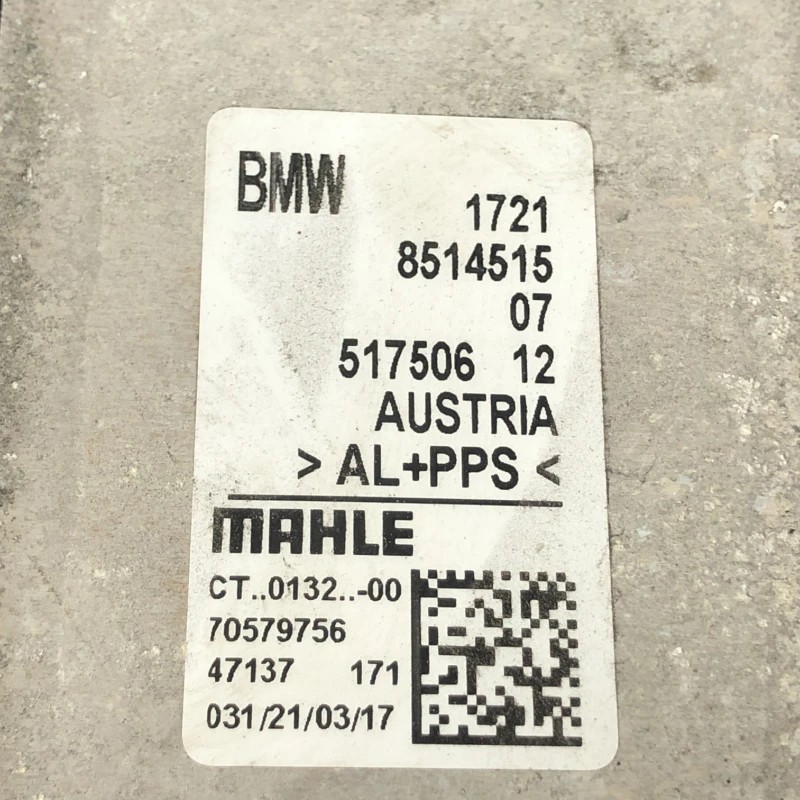 BMW
1721
8514515
07
517506 12
AUSTRIA
> AL+PPS <
MAHLE
CT..0132..-00
70579756
47137 171
031/21/03/17